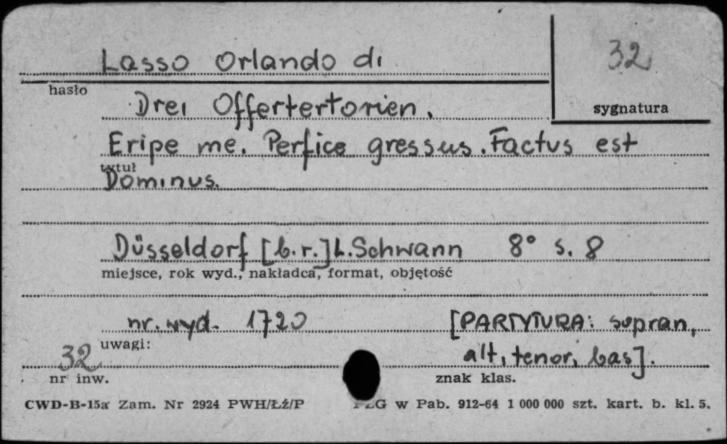 Lasso Orlando di
32
hasło
sygnatura
Drei Offertertorien.
Eripe me. Perfice gressus. Factus est
tytuł
Dominus.
Düsseldorf [b.r.] L. Schwann 8° s. 8
miejsce, rok wyd., nakładca, format, objętość
nr. wyd. 1720 [PARTYTURA: sopran,
uwagi:
32 alt, tenor, bas].
nr inw. znak klas.
CWD-B-15a Zam. Nr 2924 PWH/Łź/P PZG w Pab. 912-64 1 000 000 szt. kart. b. kl. 5.